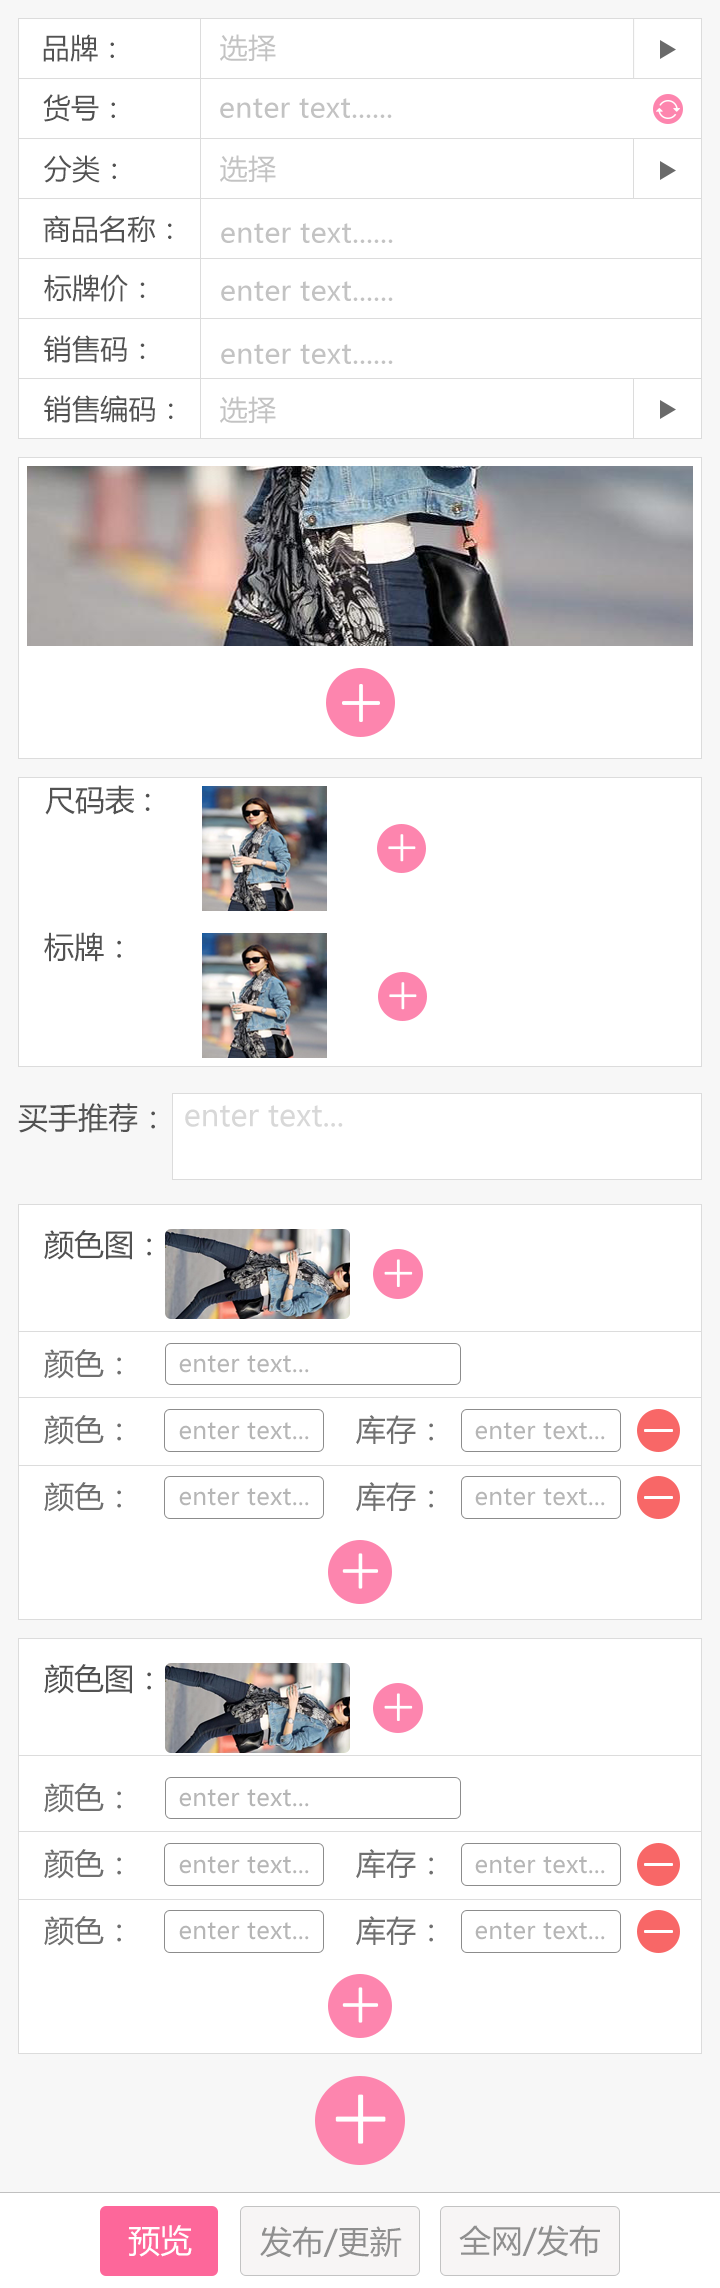 品牌： 选择
货号： enter text......
分类： 选择
商品名称： enter text......
标牌价： enter text......
销售码： enter text......
销售编码： 选择
尺码表：
标牌：
买手推荐： enter text...
颜色图：
颜色： enter text...
颜色： enter text... 库存： enter text...
颜色： enter text... 库存： enter text...
颜色图：
颜色： enter text...
颜色： enter text... 库存： enter text...
颜色： enter text... 库存： enter text...
预览 发布/更新 全网/发布